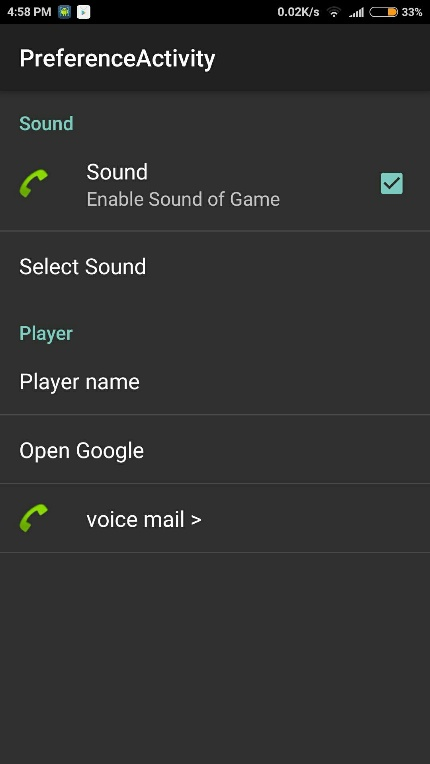 4:58 PM 0.02K/s 33%
PreferenceActivity
Sound
Sound
Enable Sound of Game
Select Sound
Player
Player name
Open Google
voice mail >